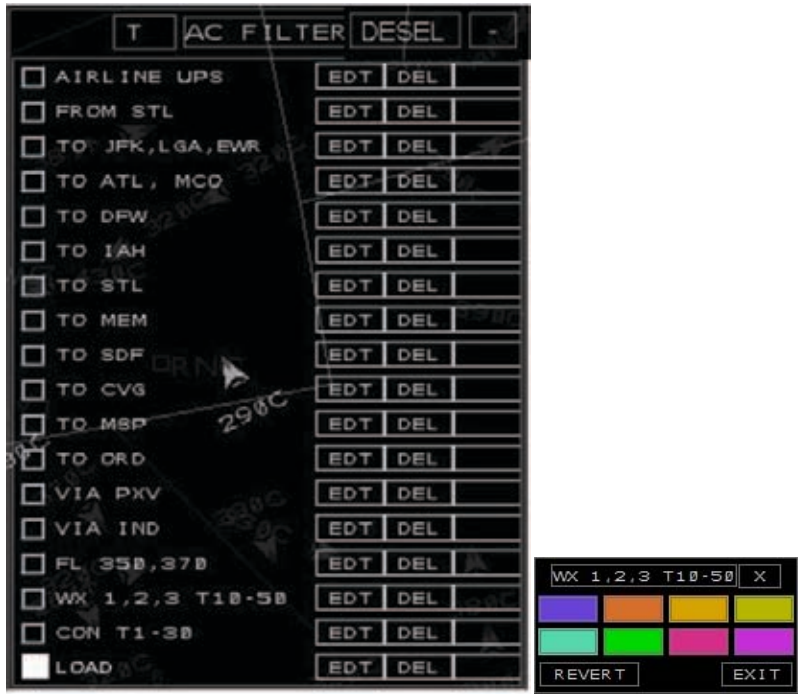 T AC FILTER DESEL -
AIRLINE UPS EDT DEL
FROM STL EDT DEL
TO JFK,LGA,EWR EDT DEL
TO ATL, MCO EDT DEL
TO DFW EDT DEL
TO IAH EDT DEL
TO STL EDT DEL
TO MEM EDT DEL
TO SDF EDT DEL
TO CVG EDT DEL
290C
TO MSP EDT DEL
TO ORD EDT DEL
VIA PXV EDT DEL
VIA IND EDT DEL
FL 350,370 EDT DEL
WX 1,2,3 T10-50 EDT DEL
CON T1-30 EDT DEL
LOAD EDT DEL
WX 1,2,3 T10-50 X
REVERT EXIT